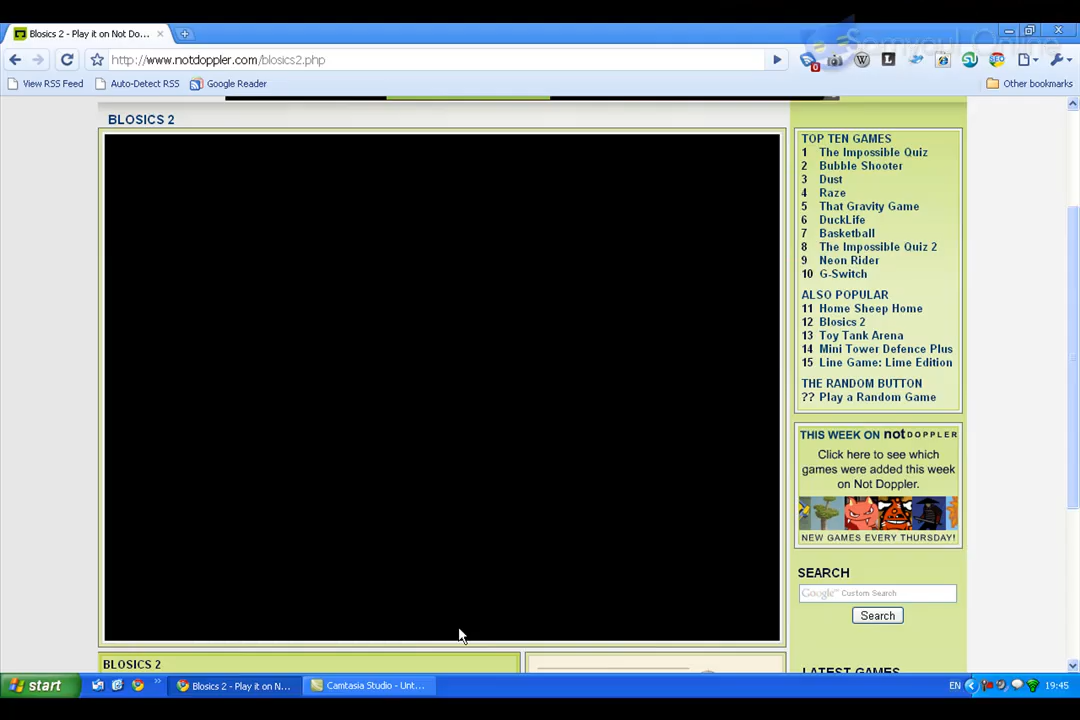 Blosics 2 - Play it on Not Do...
Somyoul Online
http://www.notdoppler.com/blosics2.php
View RSS Feed
Auto-Detect RSS
Google Reader
Other bookmarks
BLOSICS 2
TOP TEN GAMES
1 The Impossible Quiz
2 Bubble Shooter
3 Dust
4 Raze
5 That Gravity Game
6 DuckLife
7 Basketball
8 The Impossible Quiz 2
9 Neon Rider
10 G-Switch
ALSO POPULAR
11 Home Sheep Home
12 Blosics 2
13 Toy Tank Arena
14 Mini Tower Defence Plus
15 Line Game: Lime Edition
THE RANDOM BUTTON
?? Play a Random Game
THIS WEEK ON notDOPPLER
Click here to see which
games were added this week
on Not Doppler.
NEW GAMES EVERY THURSDAY!
SEARCH
Google™ Custom Search
Search
BLOSICS 2
LATEST GAMES
start
Blosics 2 - Play it on N...
Camtasia Studio - Unt...
EN
19:45